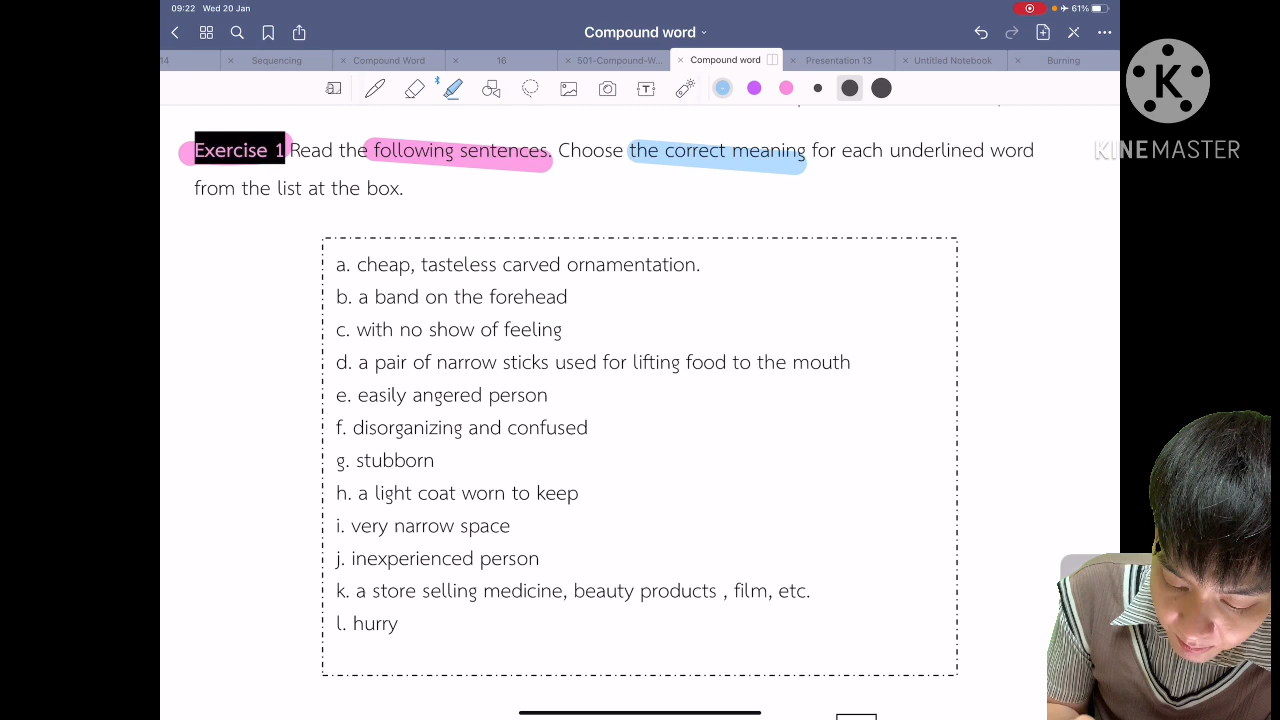 09:22 Wed 20 Jan
61%
Compound word
14
Sequencing
Compound Word
16
501-Compound-W...
Compound word
Presentation 13
Untitled Notebook
Burning
T
K
KINEMASTER
Exercise 1 Read the following sentences. Choose the correct meaning for each underlined word
from the list at the box.
a. cheap, tasteless carved ornamentation.
b. a band on the forehead
c. with no show of feeling
d. a pair of narrow sticks used for lifting food to the mouth
e. easily angered person
f. disorganizing and confused
g. stubborn
h. a light coat worn to keep
i. very narrow space
j. inexperienced person
k. a store selling medicine, beauty products , film, etc.
l. hurry